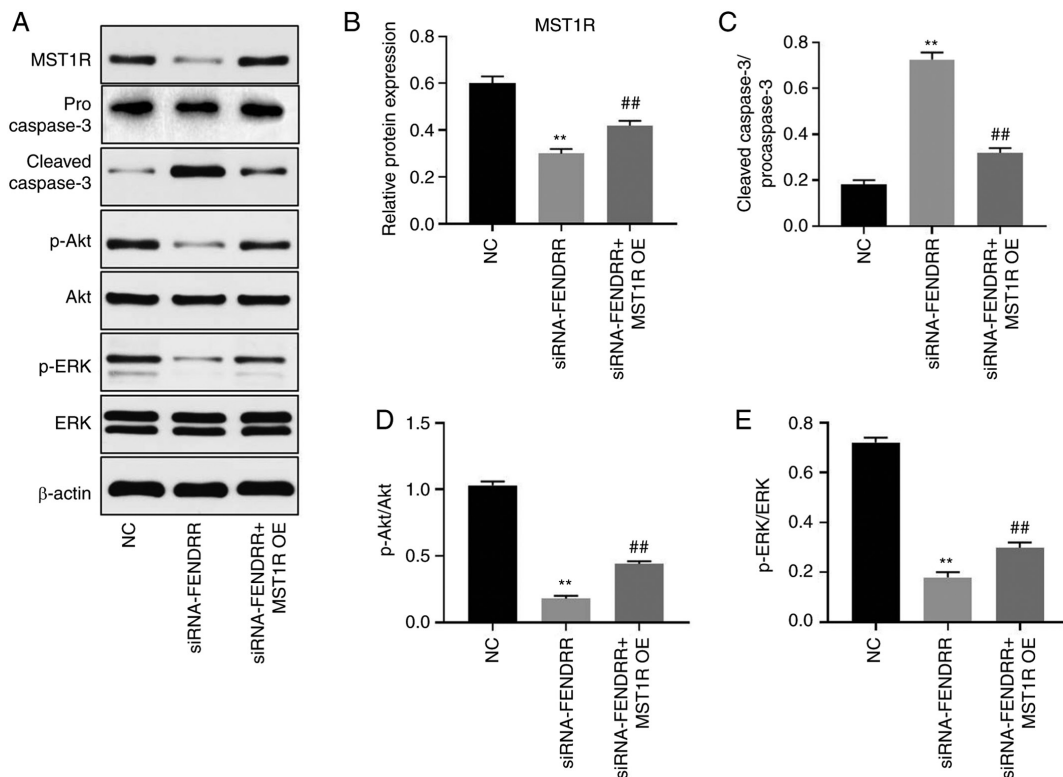 A
MST1R
Pro
caspase-3
Cleaved
caspase-3
p-Akt
Akt
p-ERK
ERK
β-actin
NC
siRNA-FENDRR
siRNA-FENDRR+
MST1R OE
B
MST1R
Relative protein expression
0.8
0.6
0.4
0.2
0.0
**
##
NC
siRNA-FENDRR
siRNA-FENDRR+
MST1R OE
C
Cleaved caspase-3/
procaspase-3
0.8
0.6
0.4
0.2
0.0
**
##
NC
siRNA-FENDRR
siRNA-FENDRR+
MST1R OE
D
p-Akt/Akt
1.5
1.0
0.5
0.0
**
##
NC
siRNA-FENDRR
siRNA-FENDRR+
MST1R OE
E
p-ERK/ERK
0.8
0.6
0.4
0.2
0.0
**
##
NC
siRNA-FENDRR
siRNA-FENDRR+
MST1R OE